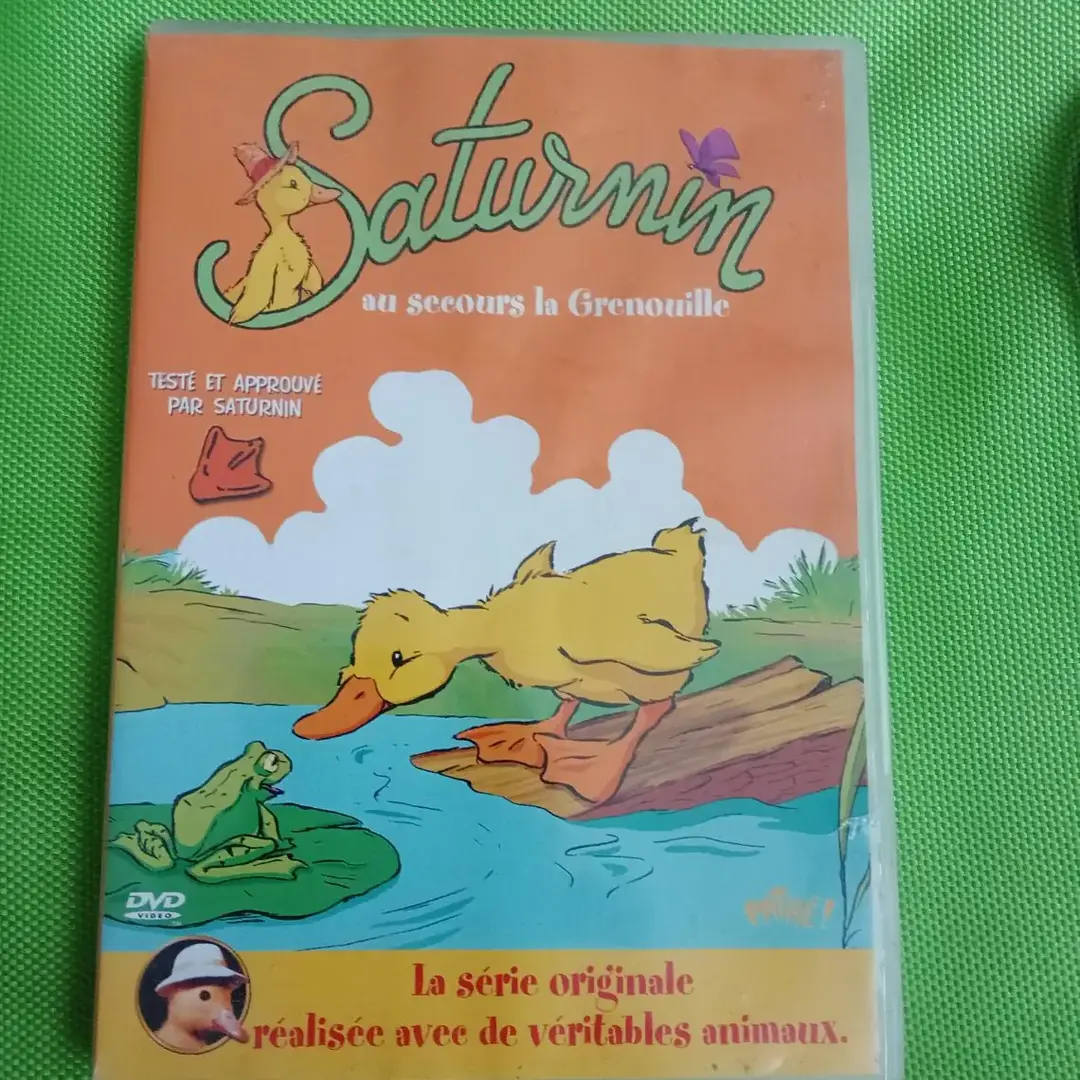 Saturnin
au secours la Grenouille
TESTÉ ET APPROUVÉ
PAR SATURNIN
DVD
VIDEO
La série originale
réalisée avec de véritables animaux.